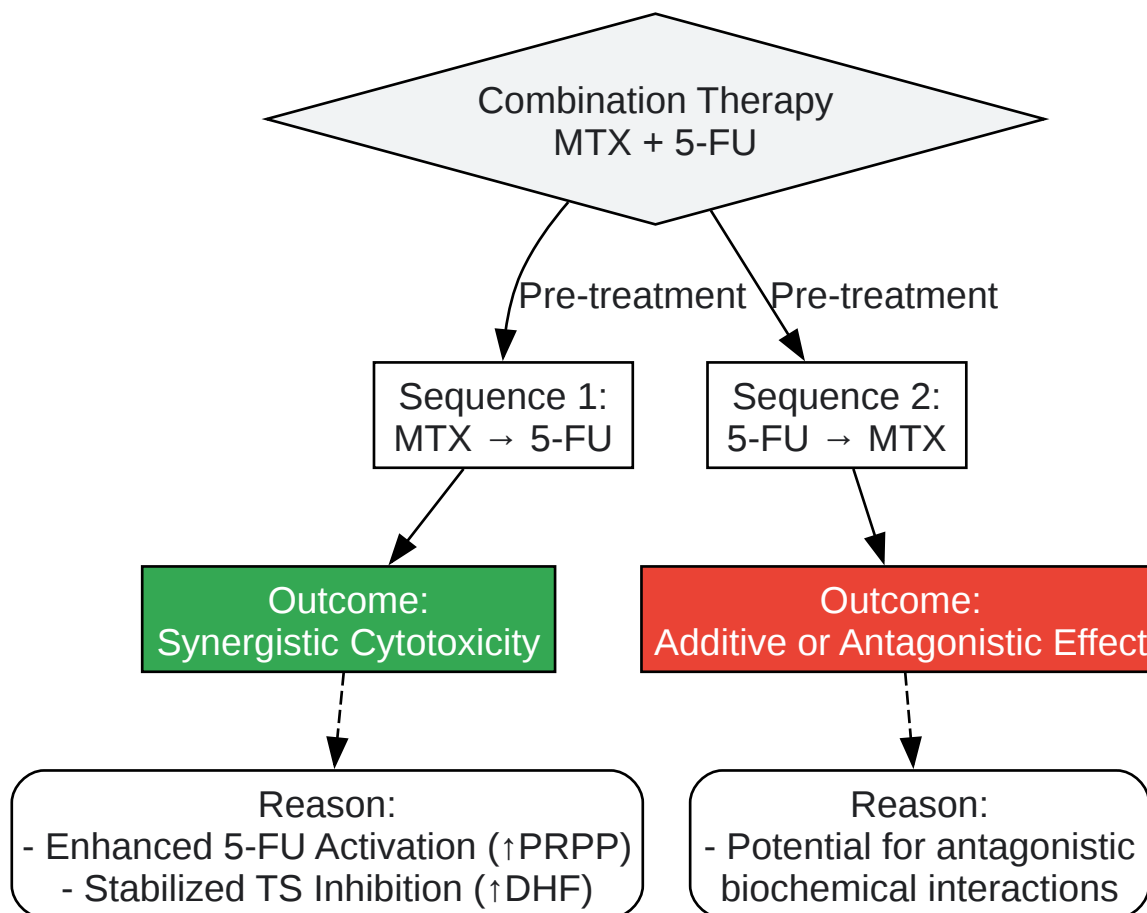 Combination Therapy
MTX + 5-FU
Pre-treatment
Pre-treatment
Sequence 1:
MTX → 5-FU
Sequence 2:
5-FU → MTX
Outcome:
Synergistic Cytotoxicity
Outcome:
Additive or Antagonistic Effect
Reason:
- Enhanced 5-FU Activation (↑PRPP)
- Stabilized TS Inhibition (↑DHF)
Reason:
- Potential for antagonistic
biochemical interactions